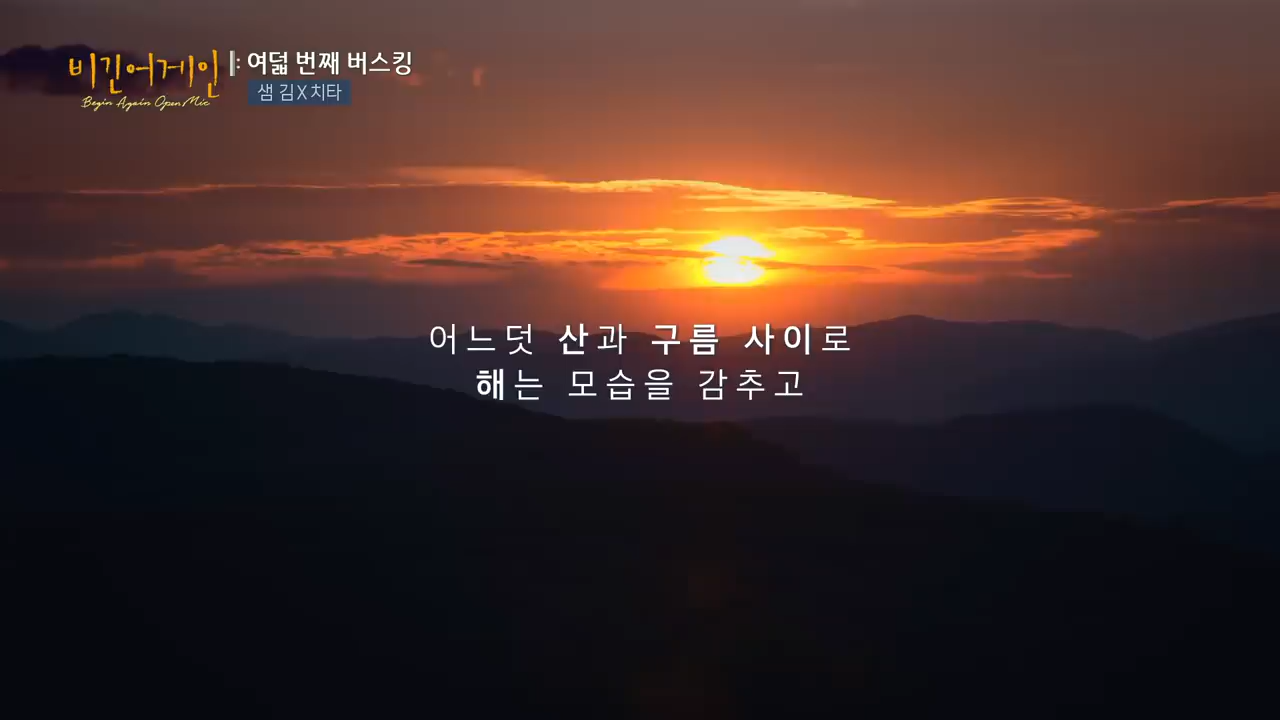 비긴어게인
Begin Again Open Mic
: 여덟 번째 버스킹
샘 김 X 치타
어느덧 산과 구름 사이로
해는 모습을 감추고